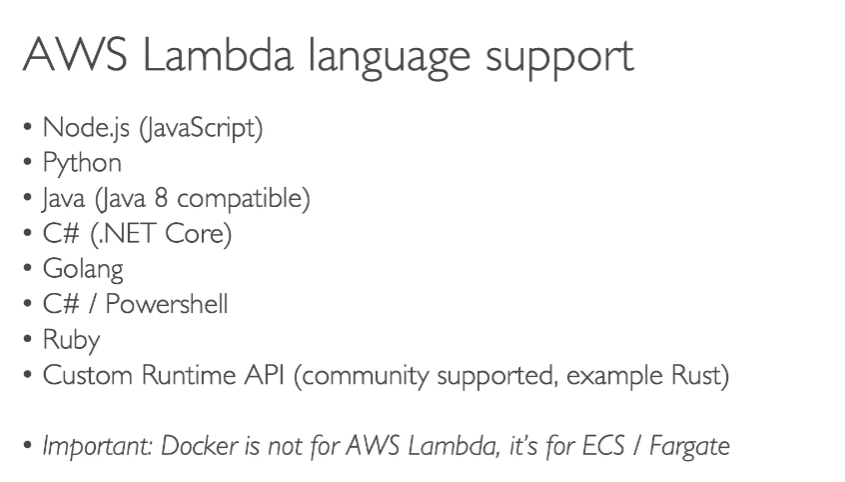 AWS Lambda language support
• Node.js (JavaScript)
• Python
• Java (Java 8 compatible)
• C# (.NET Core)
• Golang
• C# / Powershell
• Ruby
• Custom Runtime API (community supported, example Rust)
• Important: Docker is not for AWS Lambda, it's for ECS / Fargate